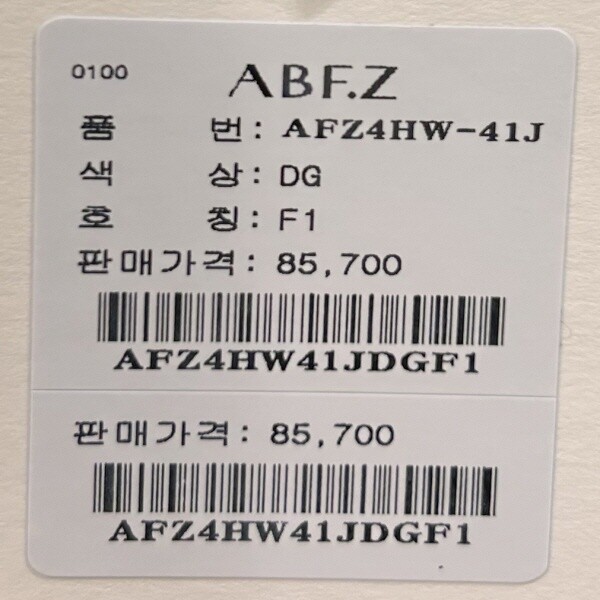 0100
ABF.Z
품 번: AFZ4HW-41J
색 상: DG
호 칭: F1
판매가격: 85,700
AFZ4HW41JDGF1
판매가격: 85,700
AFZ4HW41JDGF1